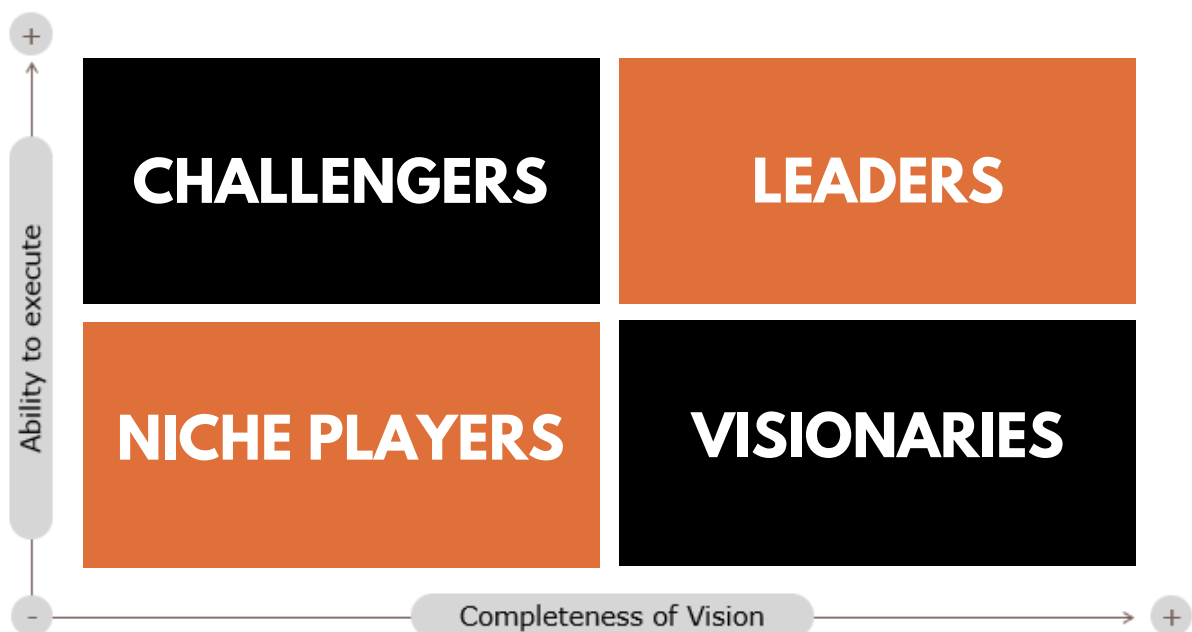 +
CHALLENGERS
LEADERS
Ability to execute
NICHE PLAYERS
VISIONARIES
-
Completeness of Vision
+